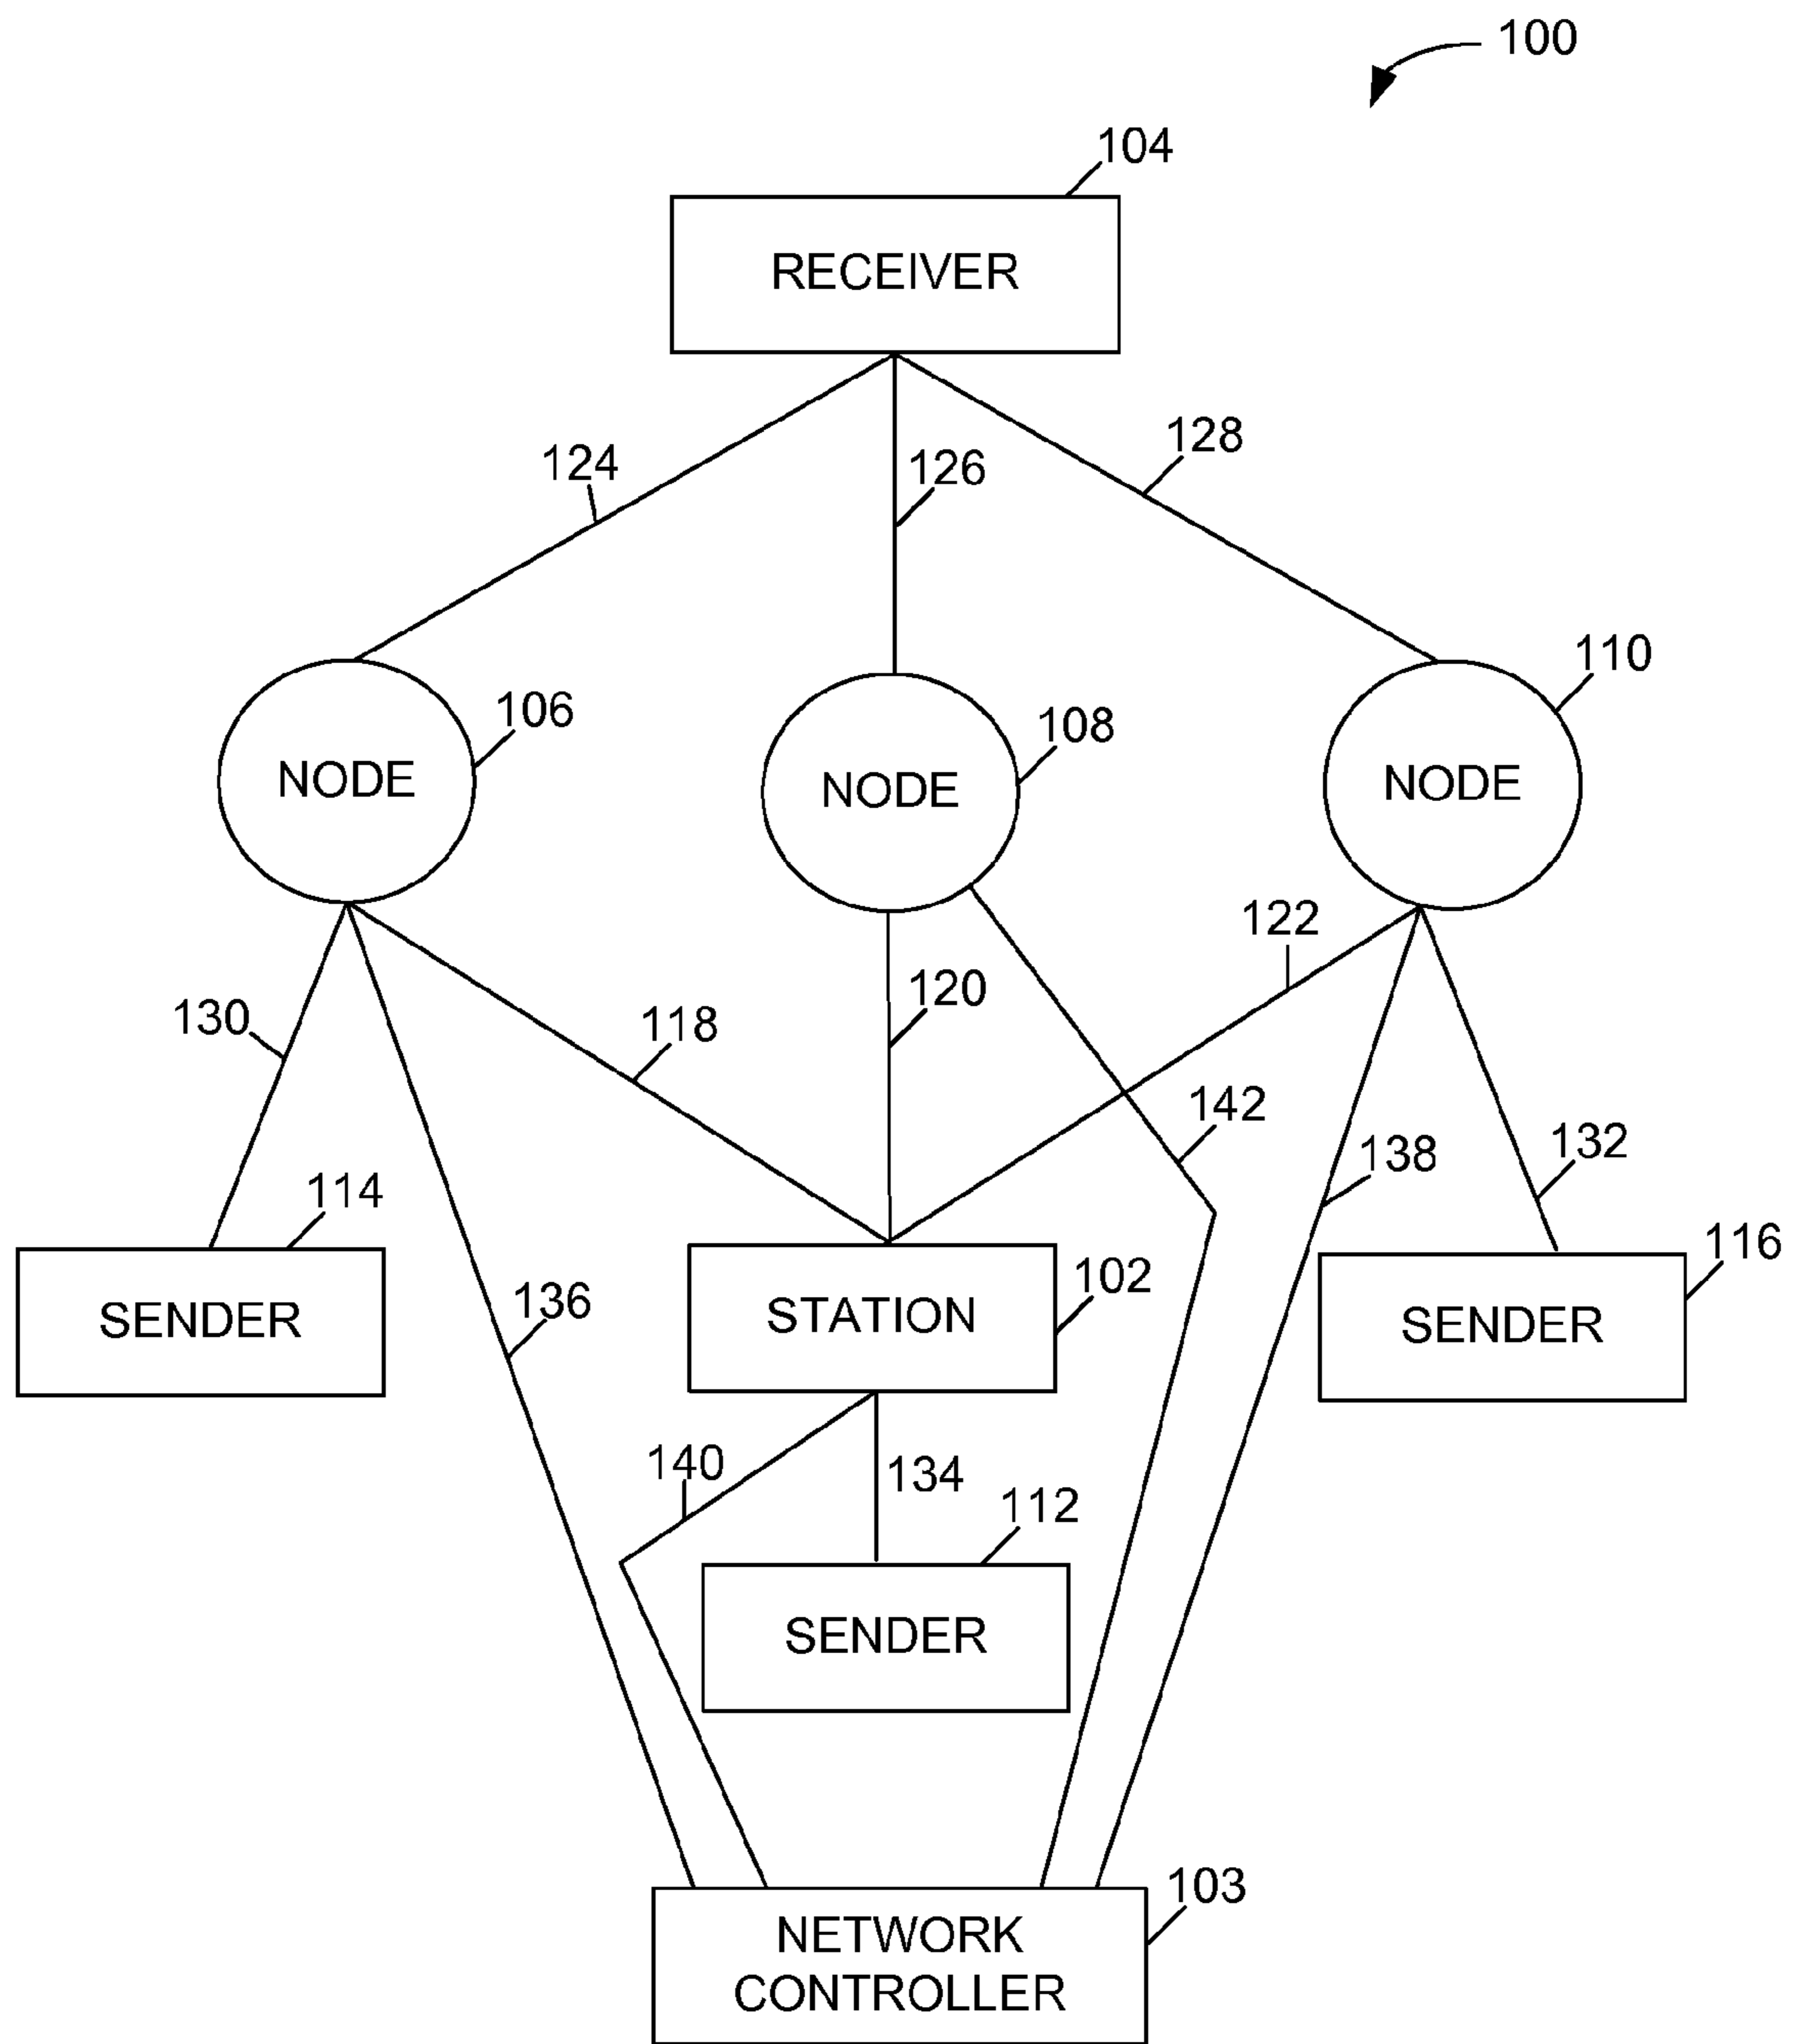 100
104
RECEIVER
124
126
128
106
108
110
NODE
NODE
NODE
122
130
118
120
142
138
132
114
102
116
SENDER
STATION
SENDER
136
140
134
112
SENDER
103
NETWORK
CONTROLLER